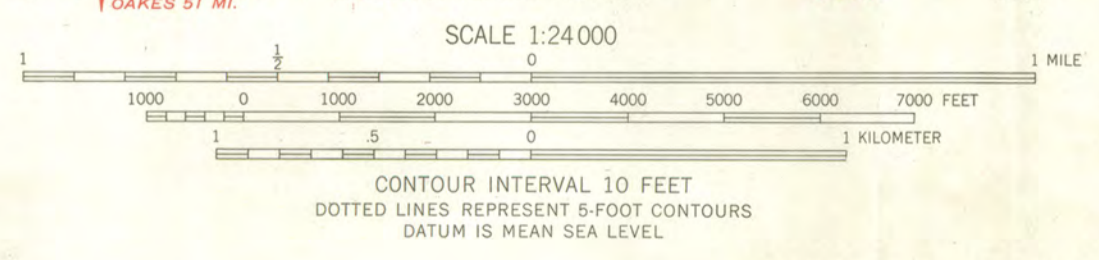 OAKES 51 MI.
SCALE 1:24 000
1 1/2 0 1 MILE
1000 0 1000 2000 3000 4000 5000 6000 7000 FEET
1 .5 0 1 KILOMETER
CONTOUR INTERVAL 10 FEET
DOTTED LINES REPRESENT 5-FOOT CONTOURS
DATUM IS MEAN SEA LEVEL